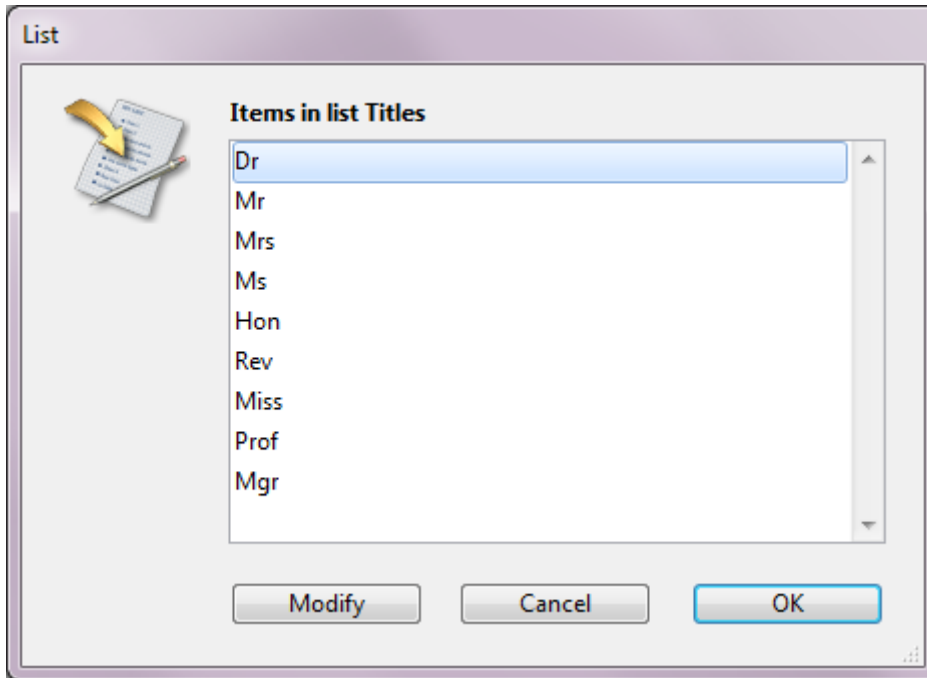 List
Items in list Titles
Dr
Mr
Mrs
Ms
Hon
Rev
Miss
Prof
Mgr
Modify
Cancel
OK